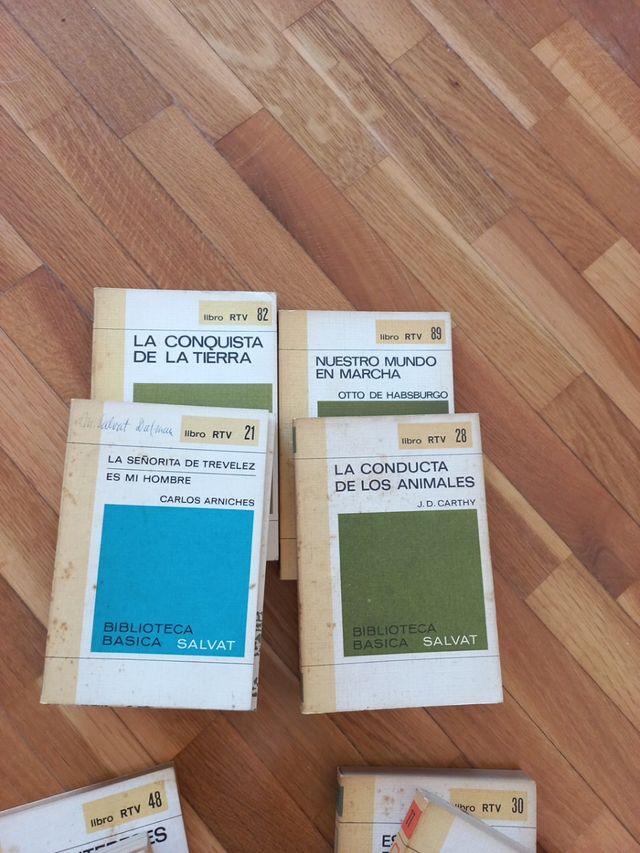 libro RTV 82
LA CONQUISTA
DE LA TIERRA
libro RTV 89
NUESTRO MUNDO
EN MARCHA
OTTO DE HABSBURGO
Salvat Dalmau
libro RTV 21
LA SEÑORITA DE TREVELEZ
ES MI HOMBRE
CARLOS ARNICHES
BIBLIOTECA
BASICA SALVAT
libro RTV 28
LA CONDUCTA
DE LOS ANIMALES
J. D. CARTHY
BIBLIOTECA
BASICA SALVAT
libro RTV 48
libro RTV 30